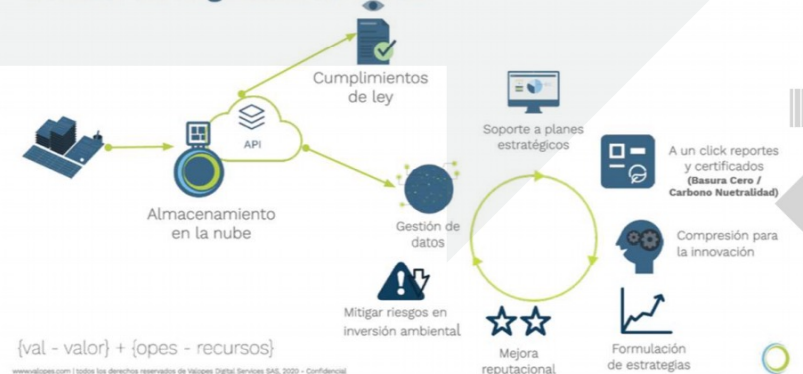 Cumplimientos
de ley
API
Almacenamiento
en la nube
Gestión de
datos
Soporte a planes
estratégicos
A un click reportes
y certificados
(Basura Cero /
Carbono Nuetralidad)
Compresión para
la innovación
Formulación
de estrategias
Mejora
reputacional
Mitigar riesgos en
inversión ambiental
{val - valor} + {opes - recursos}
www.valopes.com | todos los derechos reservados de Valopes Digital Services SAS, 2020 - Confidencial